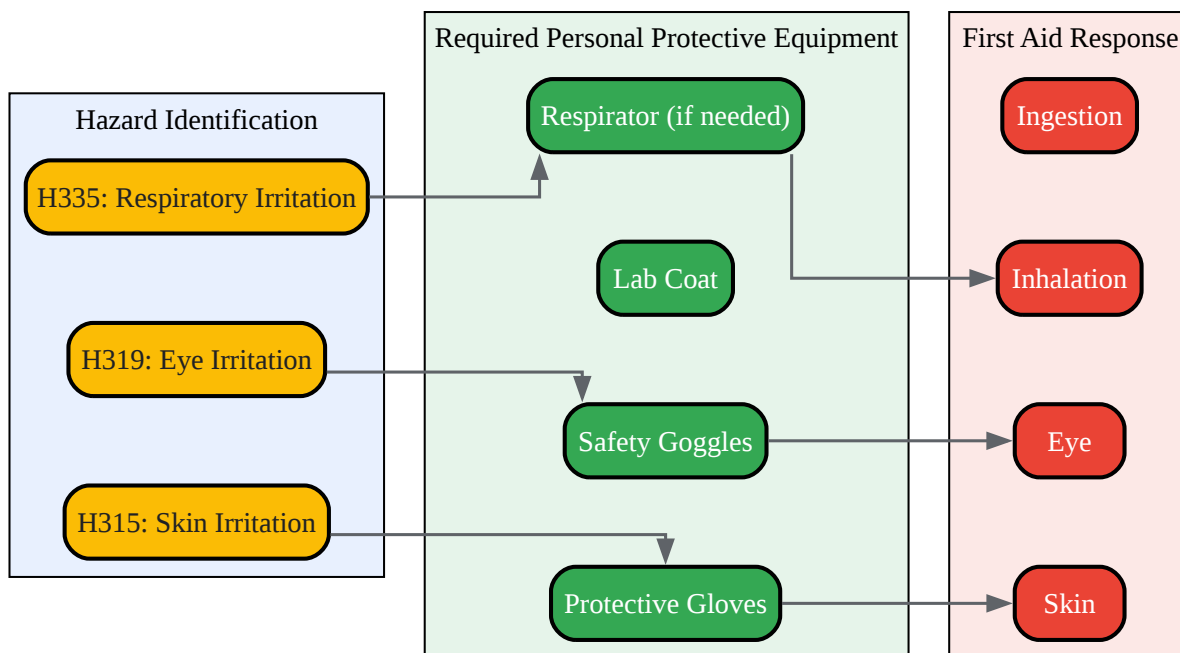 Hazard Identification
H335: Respiratory Irritation
H319: Eye Irritation
H315: Skin Irritation
Required Personal Protective Equipment
Respirator (if needed)
Lab Coat
Safety Goggles
Protective Gloves
First Aid Response
Ingestion
Inhalation
Eye
Skin